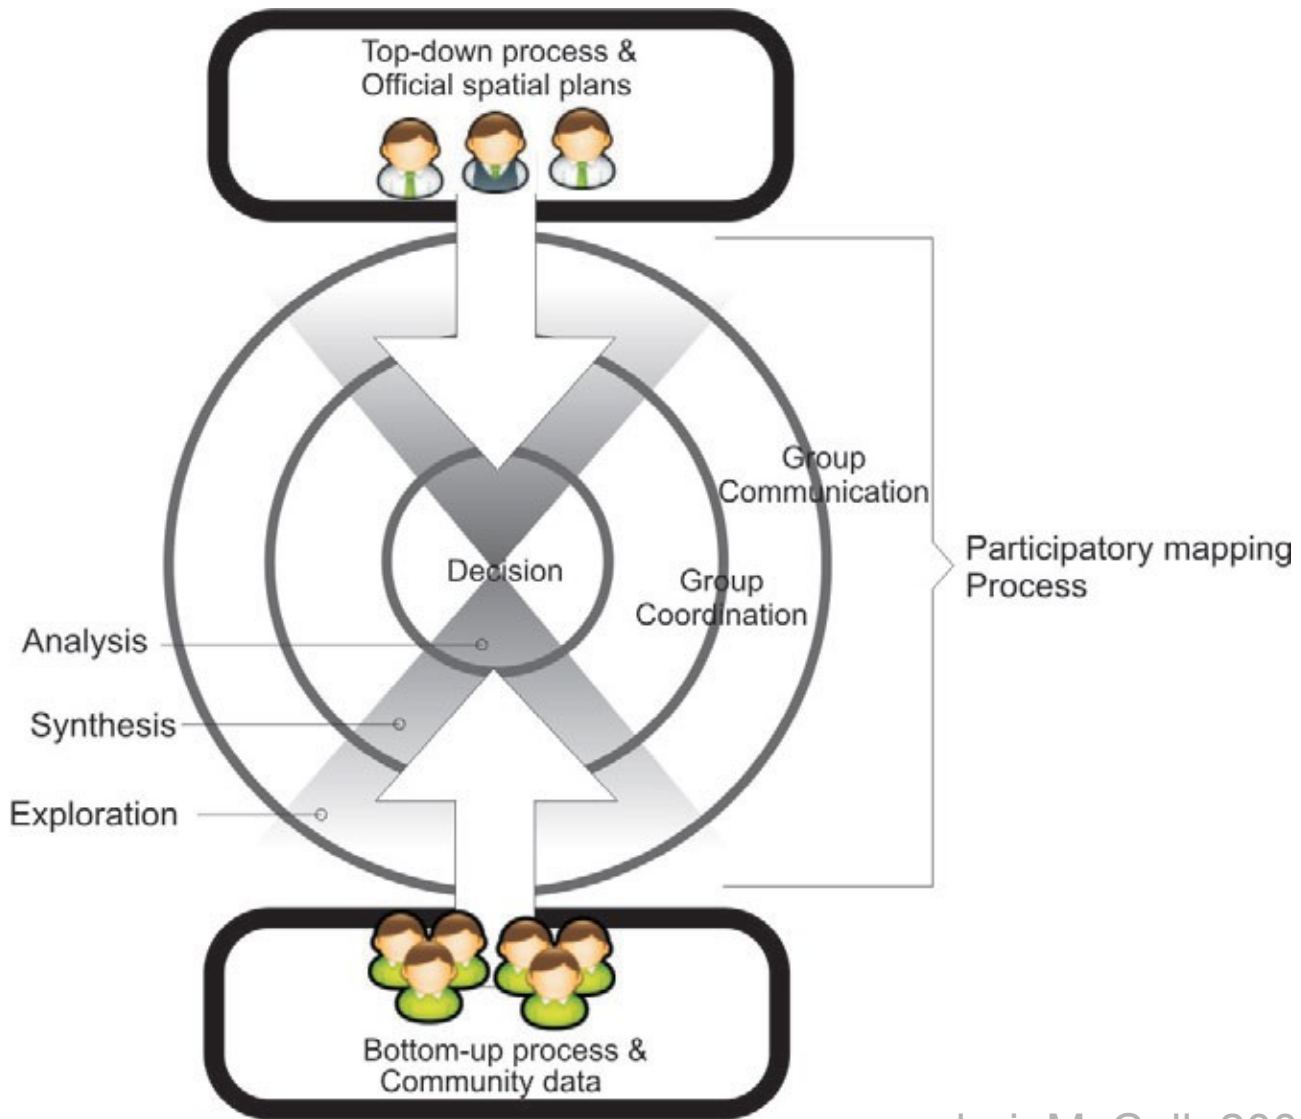 Top-down process &
Official spatial plans
Group
Communication
Participatory mapping
Process
Decision
Group
Coordination
Analysis
Synthesis
Exploration
Bottom-up process &
Community data